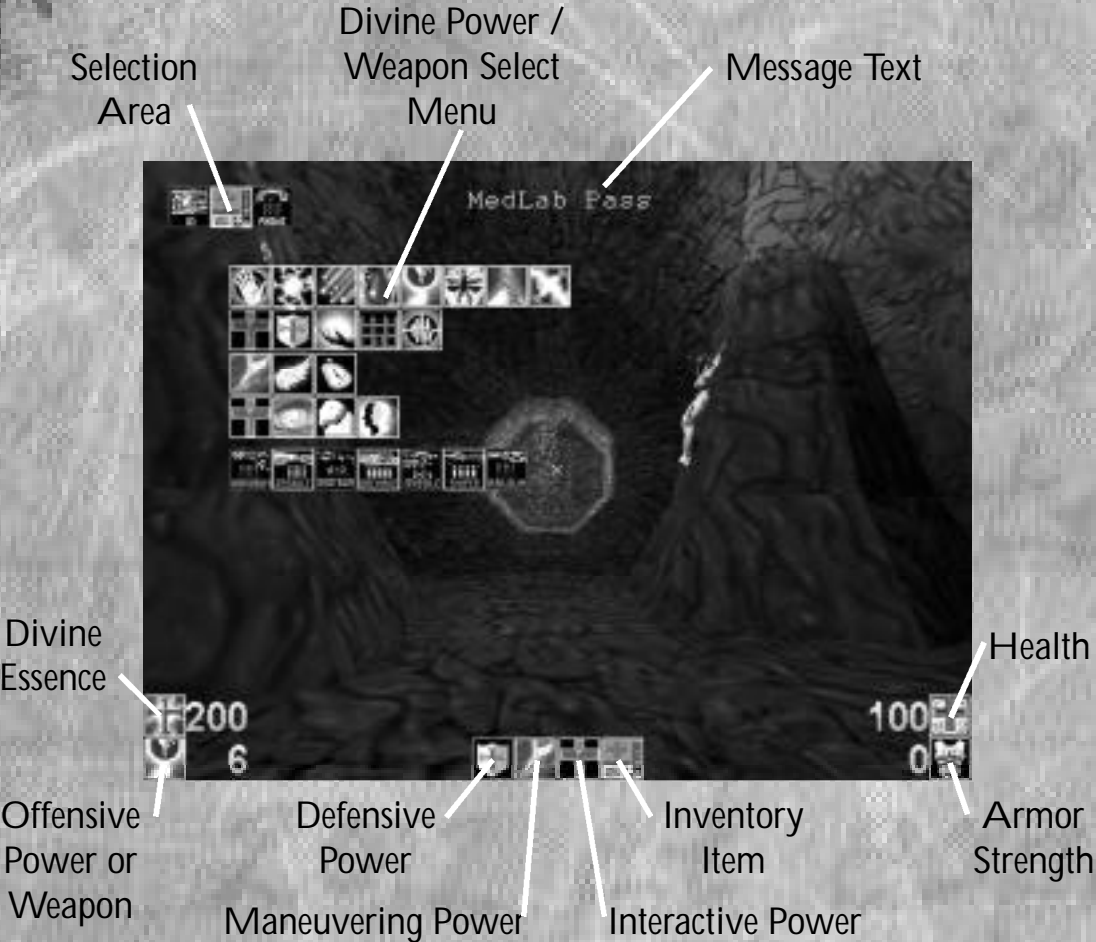 Divine Power /
Weapon Select
Menu
Selection
Area
Message Text
MedLab Pass
Divine
Essence
Health
200
100
6
0
Offensive
Power or
Weapon
Defensive
Power
Inventory
Item
Armor
Strength
Maneuvering Power
Interactive Power